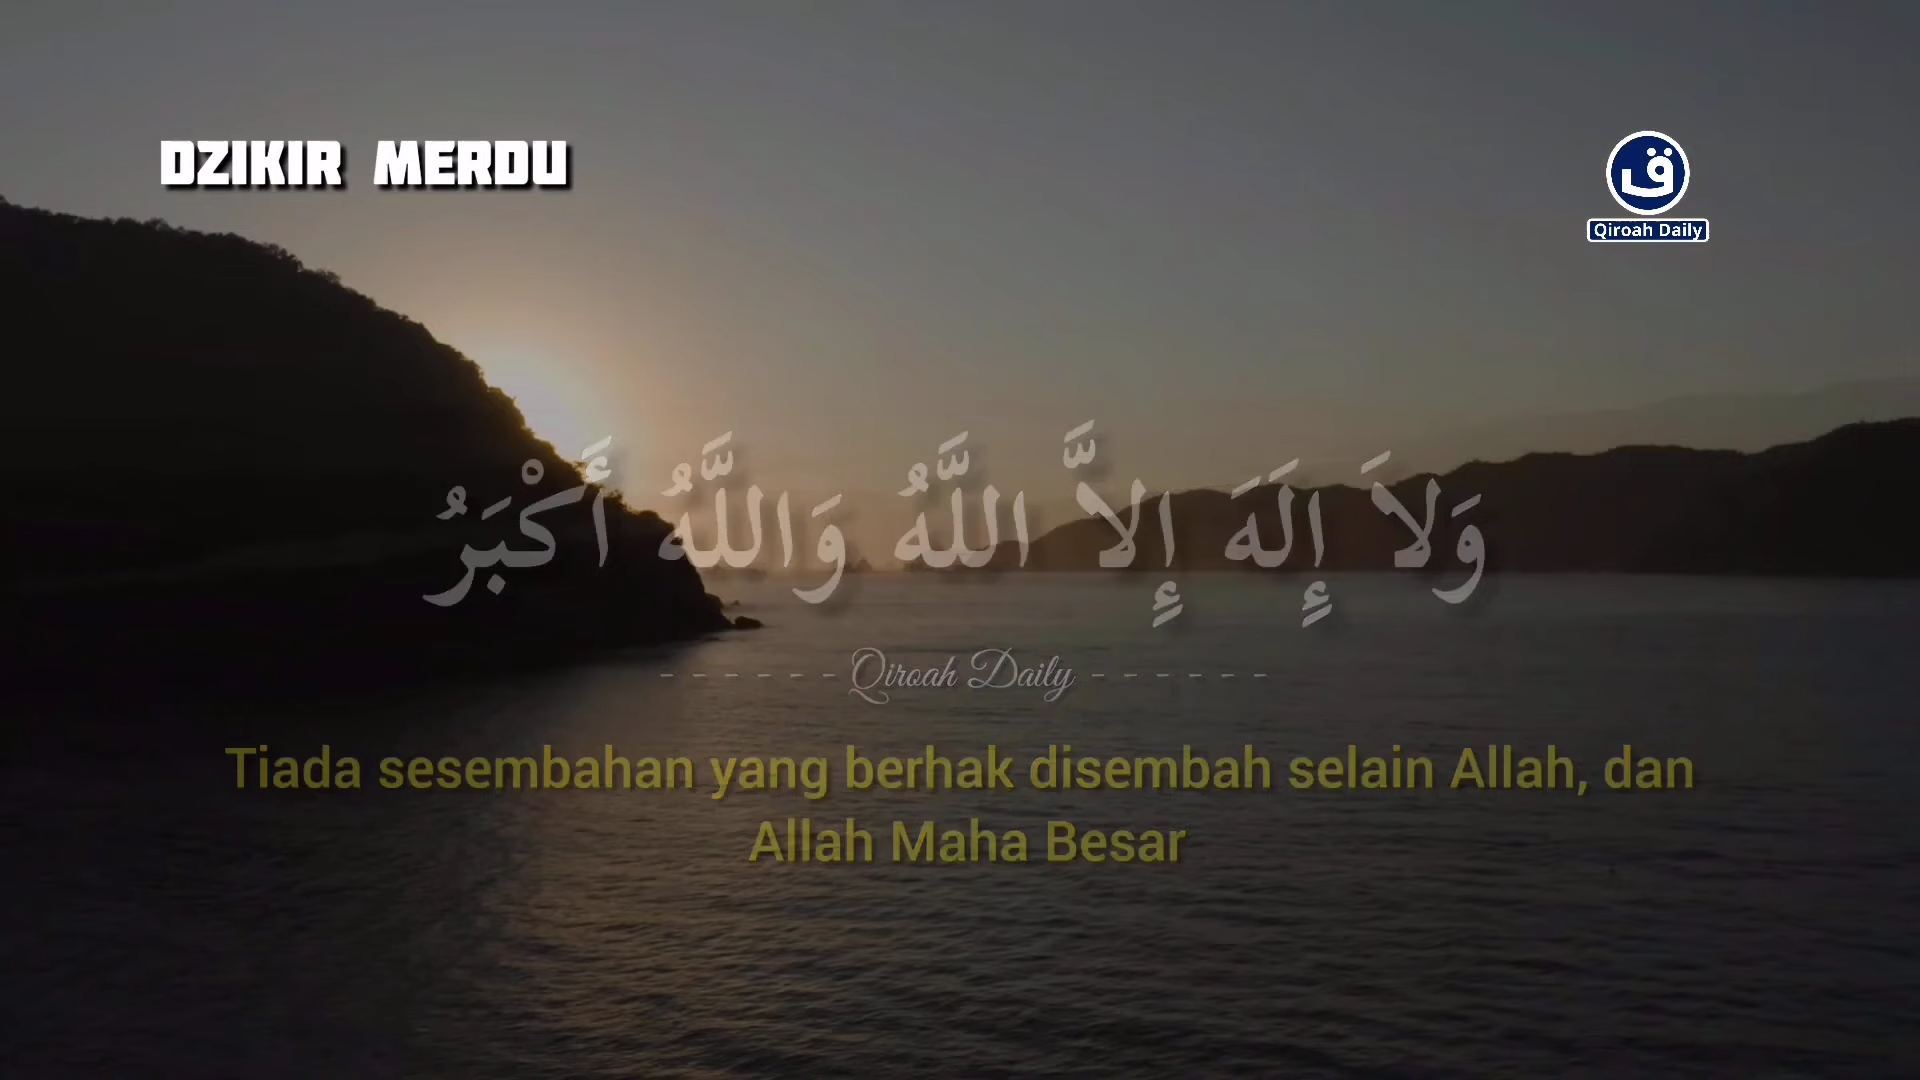 DZIKIR MERDU
ق
Qiroah Daily
وَلاَ إِلَهَ إِلاَّ اللَّهُ وَاللَّهُ أَكْبَرُ
- - - - - - Qiroah Daily - - - - - -
Tiada sesembahan yang berhak disembah selain Allah, dan
Allah Maha Besar